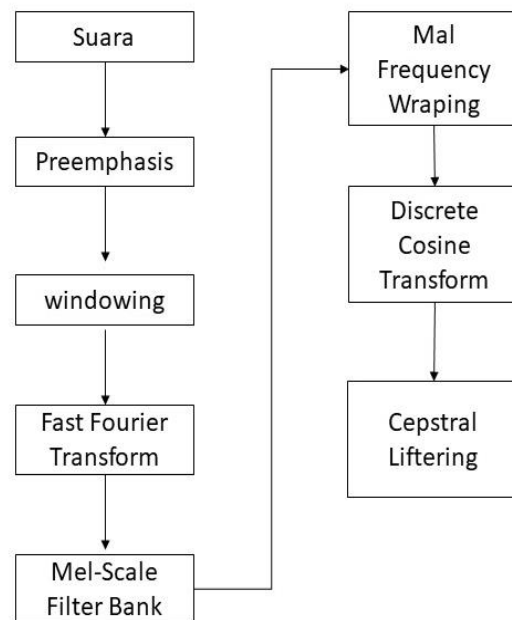 Suara
Preemphasis
windowing
Fast Fourier
Transform
Mel-Scale
Filter Bank
Mal
Frequency
Wraping
Discrete
Cosine
Transform
Cepstral
Liftering